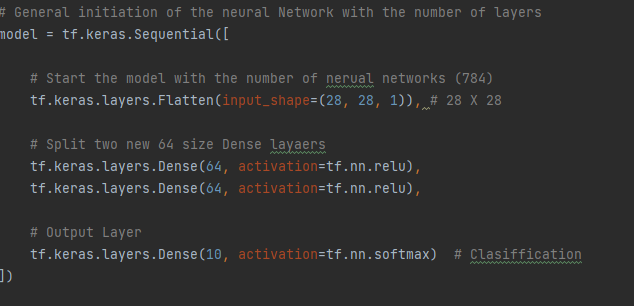 # General initiation of the neural Network with the number of layers
model = tf.keras.Sequential([
# Start the model with the number of nerual networks (784)
tf.keras.layers.Flatten(input_shape=(28, 28, 1)), # 28 X 28
# Split two new 64 size Dense layaers
tf.keras.layers.Dense(64, activation=tf.nn.relu),
tf.keras.layers.Dense(64, activation=tf.nn.relu),
# Output Layer
tf.keras.layers.Dense(10, activation=tf.nn.softmax)  # Clasiffication
])